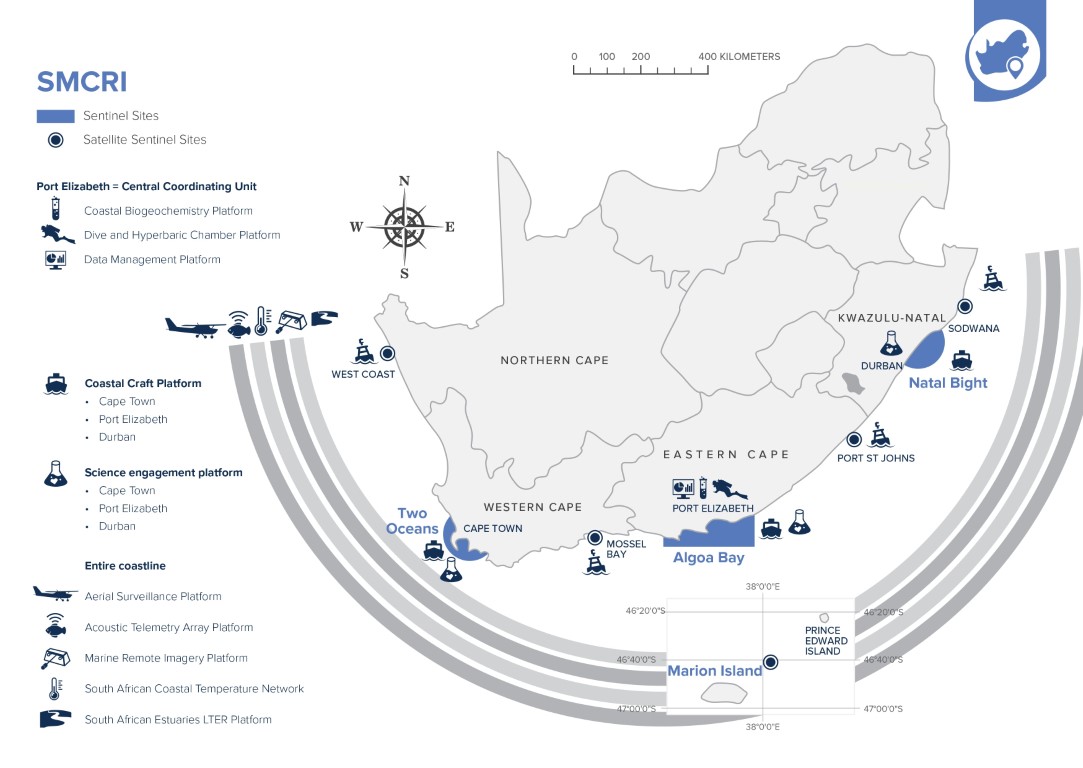 SMCRI
Sentinel Sites
Satellite Sentinel Sites
Port Elizabeth = Central Coordinating Unit
Coastal Biogeochemistry Platform
Dive and Hyperbaric Chamber Platform
Data Management Platform
Coastal Craft Platform
• Cape Town
• Port Elizabeth
• Durban
Science engagement platform
• Cape Town
• Port Elizabeth
• Durban
Entire coastline
Aerial Surveillance Platform
Acoustic Telemetry Array Platform
Marine Remote Imagery Platform
South African Coastal Temperature Network
South African Estuaries LTER Platform
0 100 200 400 KILOMETERS
N
W E
S
KWAZULU-NATAL
SODWANA
DURBAN
Natal Bight
NORTHERN CAPE
WEST COAST
EASTERN CAPE
PORT ST JOHNS
WESTERN CAPE
PORT ELIZABETH
Two
Oceans
CAPE TOWN
MOSSEL
BAY
Algoa Bay
38°0'0"E
46°20'0"S 46°20'0"S
PRINCE
EDWARD
ISLAND
46°40'0"S 46°40'0"S
Marion Island
47°00'0"S 47°00'0"S
38°0'0"E